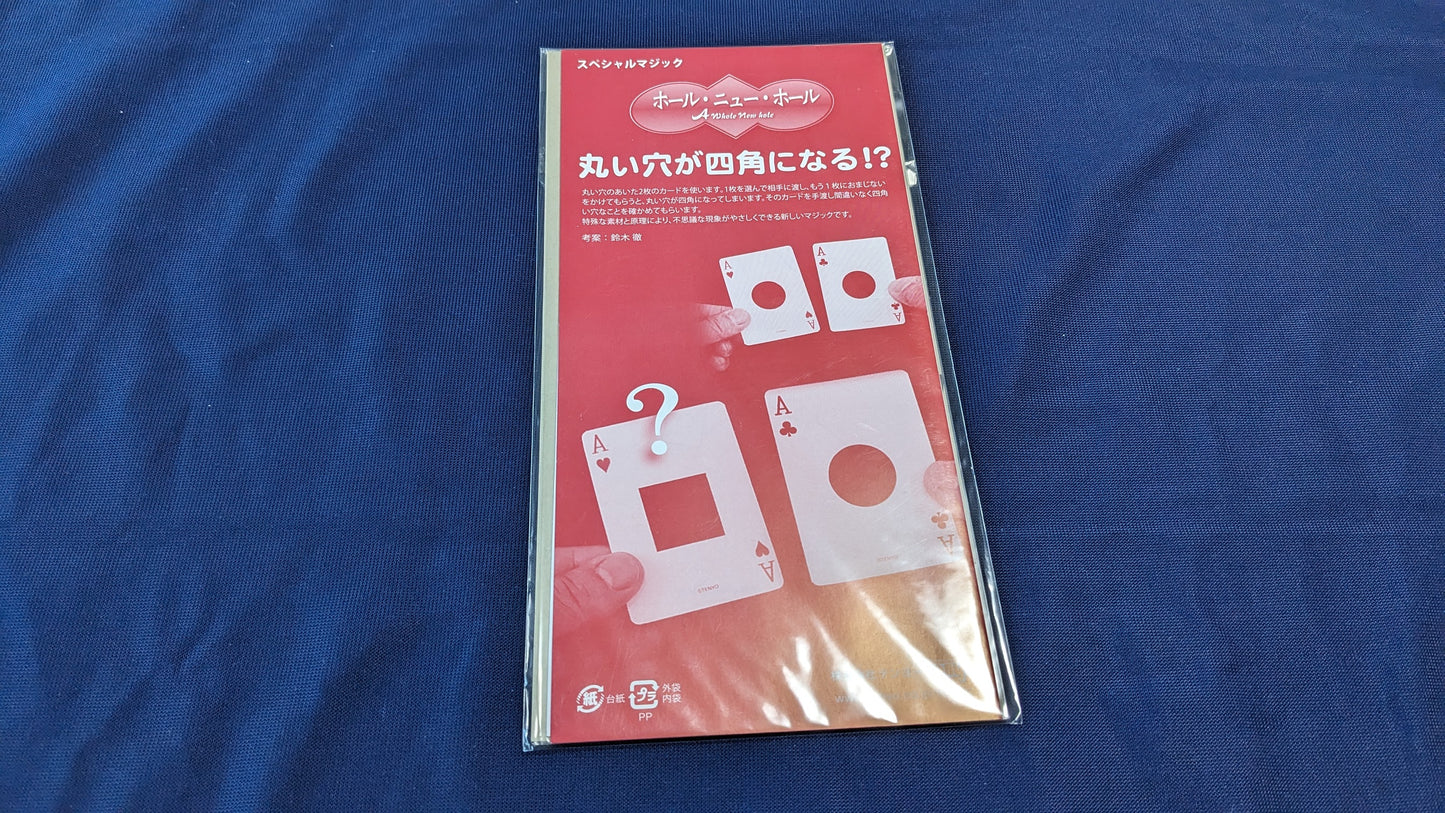 スペシャルマジック
ホール・ニュー・ホール
A Whole New hole
丸い穴が四角になる!?
丸い穴のあいた2枚のカードを使います。1枚を選んで相手に渡し、もう1枚におまじない
をかけてもらうと、丸い穴が四角になってしまいます。そのカードを手渡し間違いなく四角
い穴なことを確かめてもらいます。
特殊な素材と原理により、不思議な現象がやさしくできる新しいマジックです。
考案：鈴木 徹
A
A
A
A
A
A
A
A
©TENYO
©TENYO
紙
台紙
プラ
外袋
内袋
PP